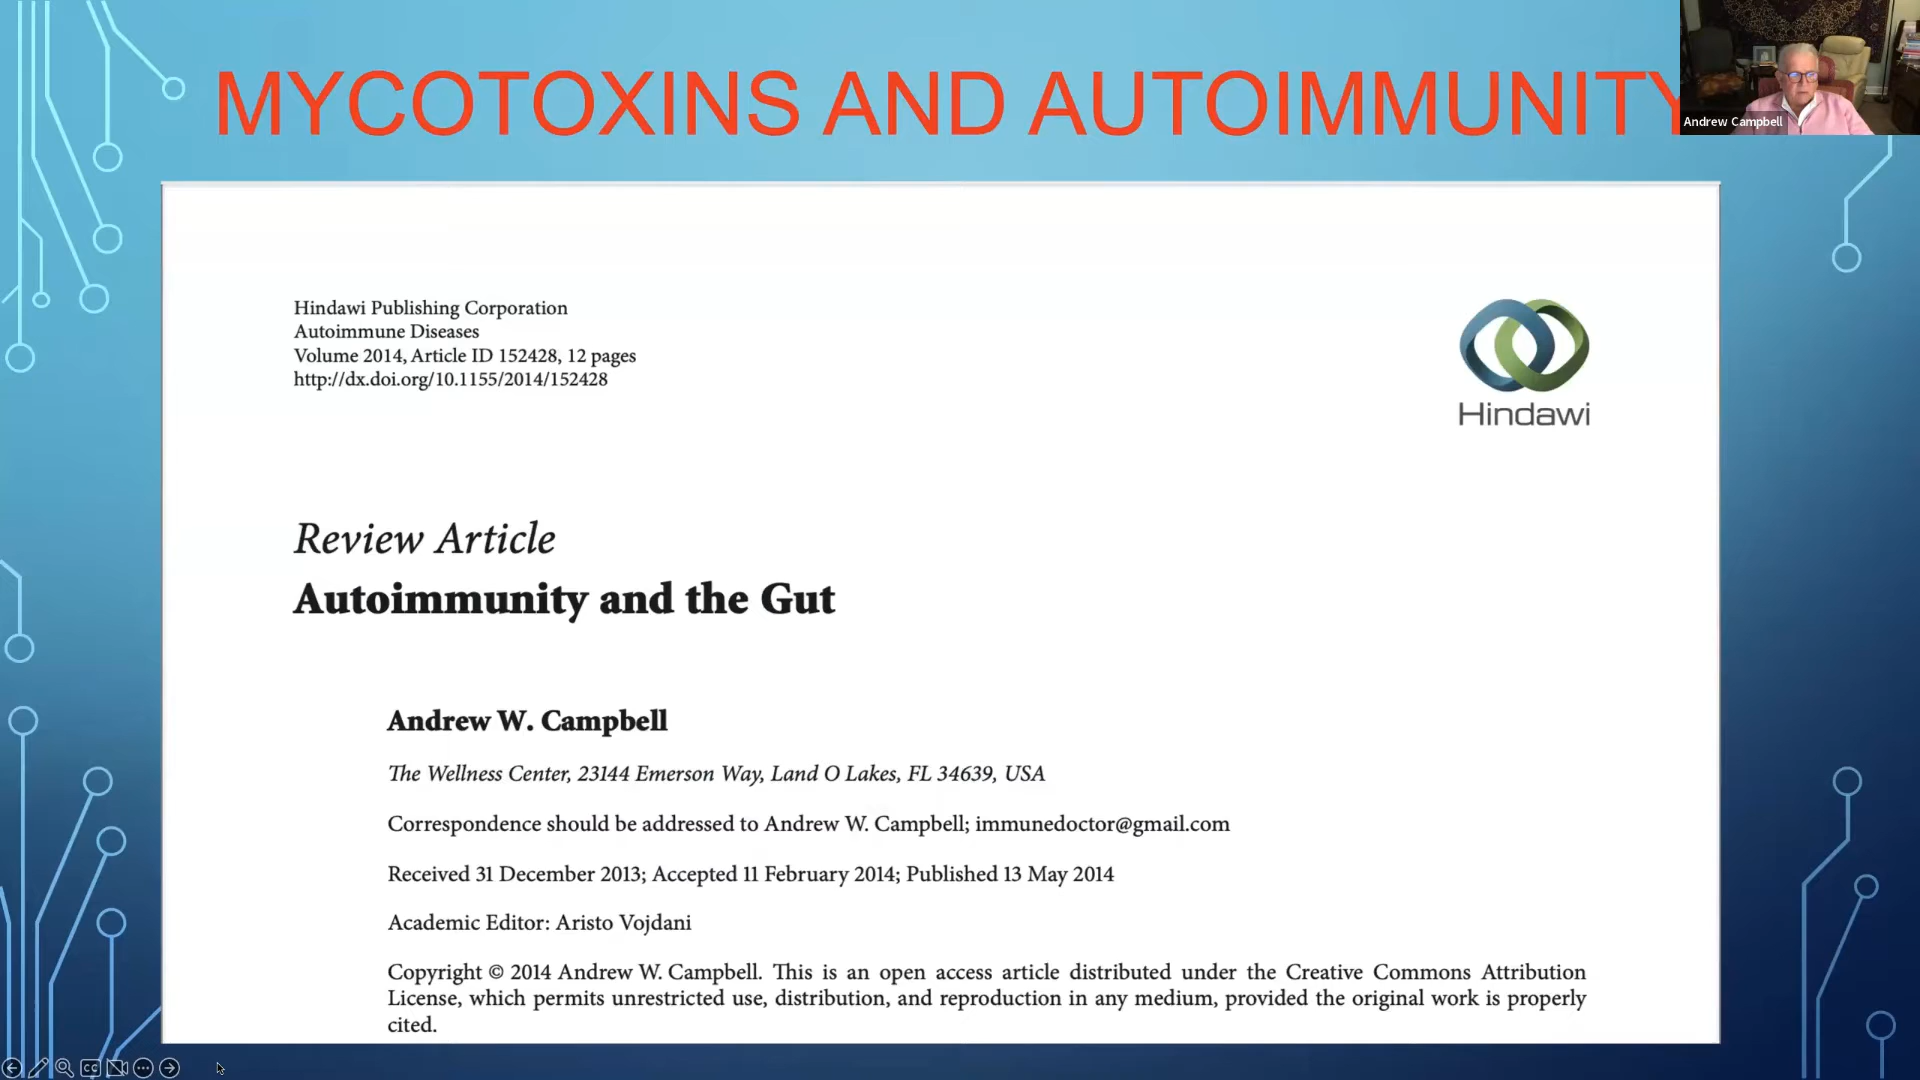 MYCOTOXINS AND AUTOIMMUNITY
Andrew Campbell
Hindawi Publishing Corporation
Autoimmune Diseases
Volume 2014, Article ID 152428, 12 pages
http://dx.doi.org/10.1155/2014/152428
Hindawi
Review Article
Autoimmunity and the Gut
Andrew W. Campbell
The Wellness Center, 23144 Emerson Way, Land O Lakes, FL 34639, USA
Correspondence should be addressed to Andrew W. Campbell; immunedoctor@gmail.com
Received 31 December 2013; Accepted 11 February 2014; Published 13 May 2014
Academic Editor: Aristo Vojdani
Copyright © 2014 Andrew W. Campbell. This is an open access article distributed under the Creative Commons Attribution
License, which permits unrestricted use, distribution, and reproduction in any medium, provided the original work is properly
cited.
CC